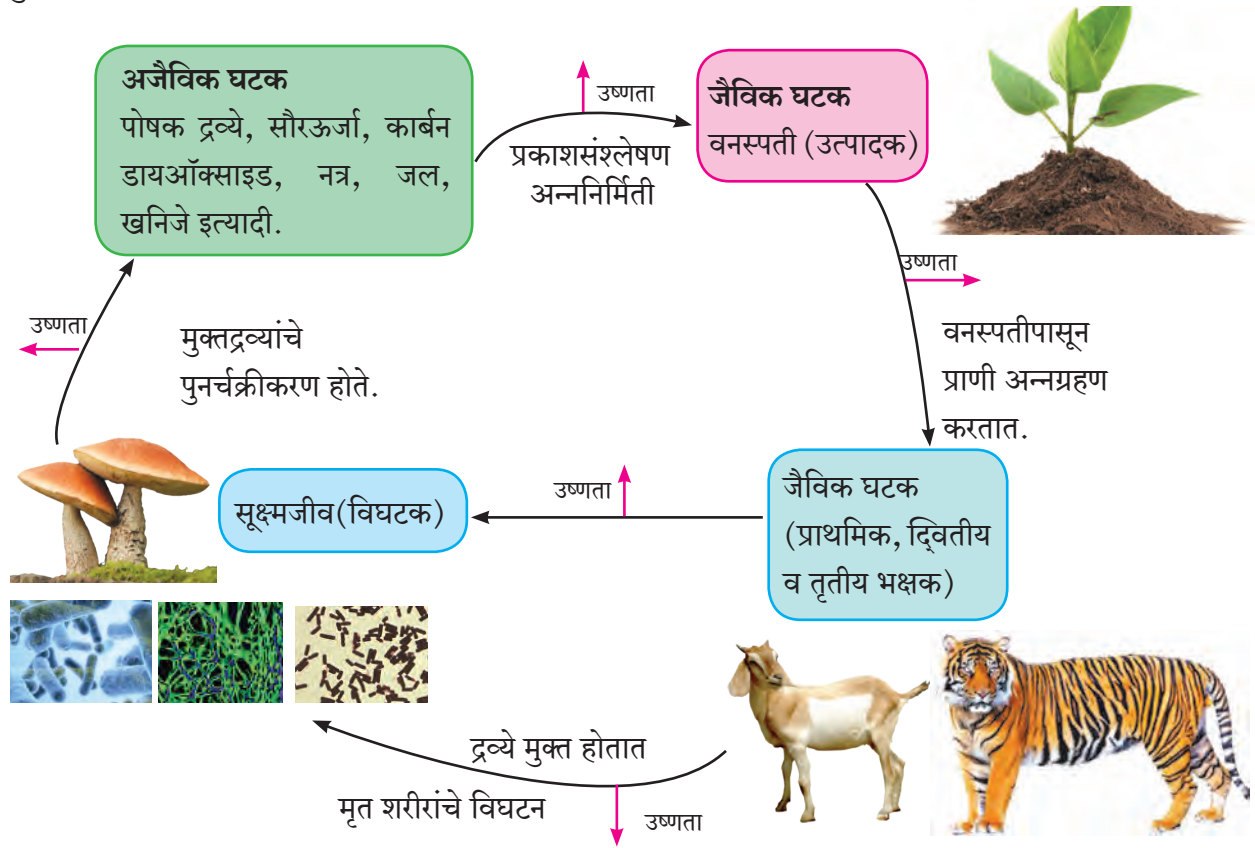 अजैविक घटक
पोषक द्रव्ये, सौरऊर्जा, कार्बन
डायऑक्साइड, नत्र, जल,
खनिजे इत्यादी.
उष्णता
प्रकाशसंश्लेषण
अन्ननिर्मिती
जैविक घटक
वनस्पती (उत्पादक)
उष्णता
वनस्पतीपासून
प्राणी अन्नग्रहण
करतात.
उष्णता
मुक्तद्रव्यांचे
पुनर्चक्रीकरण होते.
सूक्ष्मजीव(विघटक)
उष्णता
जैविक घटक
(प्राथमिक, द्‌वितीय
व तृतीय भक्षक)
द्रव्ये मुक्त होतात
मृत शरीरांचे विघटन
उष्णता